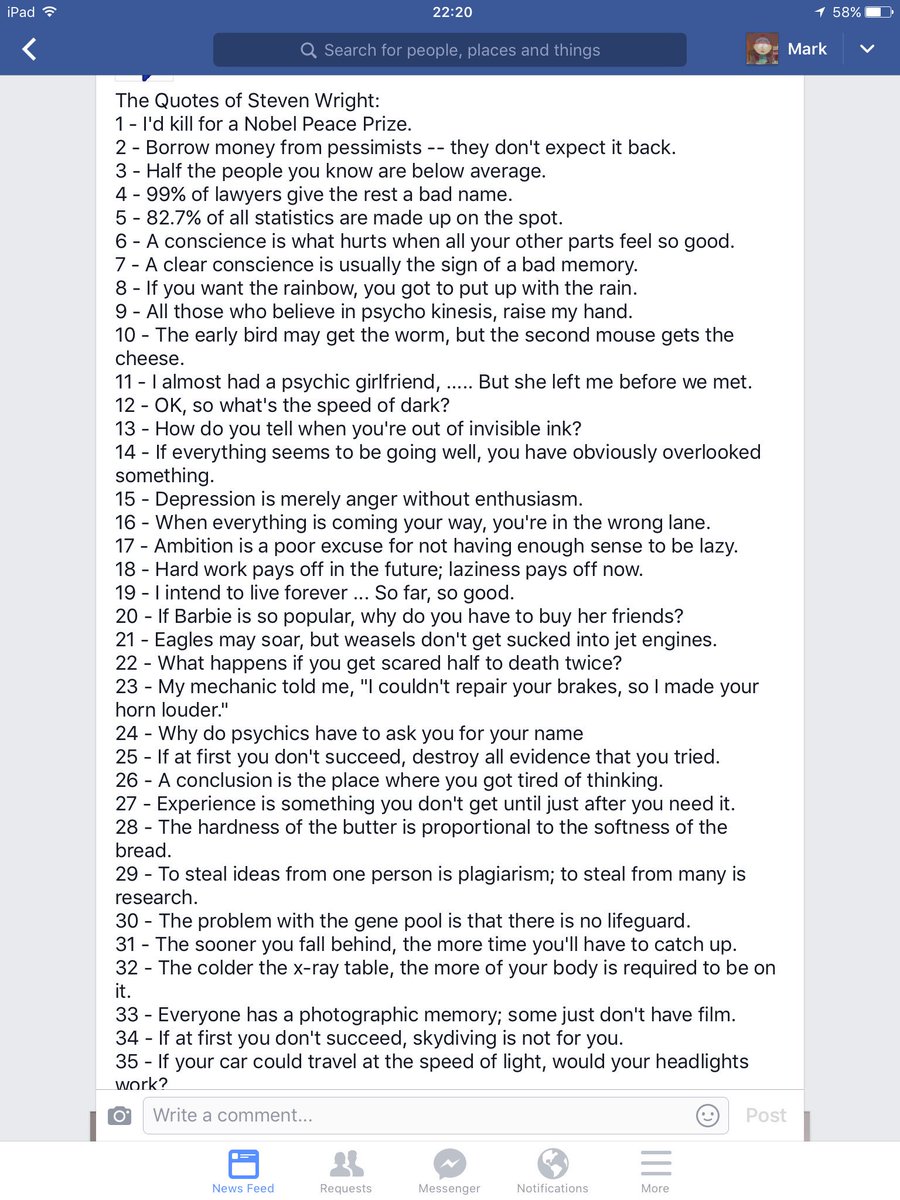 iPad 22:20 58%
Search for people, places and things Mark
The Quotes of Steven Wright:
1 - I'd kill for a Nobel Peace Prize.
2 - Borrow money from pessimists -- they don't expect it back.
3 - Half the people you know are below average.
4 - 99% of lawyers give the rest a bad name.
5 - 82.7% of all statistics are made up on the spot.
6 - A conscience is what hurts when all your other parts feel so good.
7 - A clear conscience is usually the sign of a bad memory.
8 - If you want the rainbow, you got to put up with the rain.
9 - All those who believe in psycho kinesis, raise my hand.
10 - The early bird may get the worm, but the second mouse gets the
cheese.
11 - I almost had a psychic girlfriend, ..... But she left me before we met.
12 - OK, so what's the speed of dark?
13 - How do you tell when you're out of invisible ink?
14 - If everything seems to be going well, you have obviously overlooked
something.
15 - Depression is merely anger without enthusiasm.
16 - When everything is coming your way, you're in the wrong lane.
17 - Ambition is a poor excuse for not having enough sense to be lazy.
18 - Hard work pays off in the future; laziness pays off now.
19 - I intend to live forever ... So far, so good.
20 - If Barbie is so popular, why do you have to buy her friends?
21 - Eagles may soar, but weasels don't get sucked into jet engines.
22 - What happens if you get scared half to death twice?
23 - My mechanic told me, "I couldn't repair your brakes, so I made your
horn louder."
24 - Why do psychics have to ask you for your name
25 - If at first you don't succeed, destroy all evidence that you tried.
26 - A conclusion is the place where you got tired of thinking.
27 - Experience is something you don't get until just after you need it.
28 - The hardness of the butter is proportional to the softness of the
bread.
29 - To steal ideas from one person is plagiarism; to steal from many is
research.
30 - The problem with the gene pool is that there is no lifeguard.
31 - The sooner you fall behind, the more time you'll have to catch up.
32 - The colder the x-ray table, the more of your body is required to be on
it.
33 - Everyone has a photographic memory; some just don't have film.
34 - If at first you don't succeed, skydiving is not for you.
35 - If your car could travel at the speed of light, would your headlights
work?
Write a comment... Post
News Feed Requests Messenger Notifications More